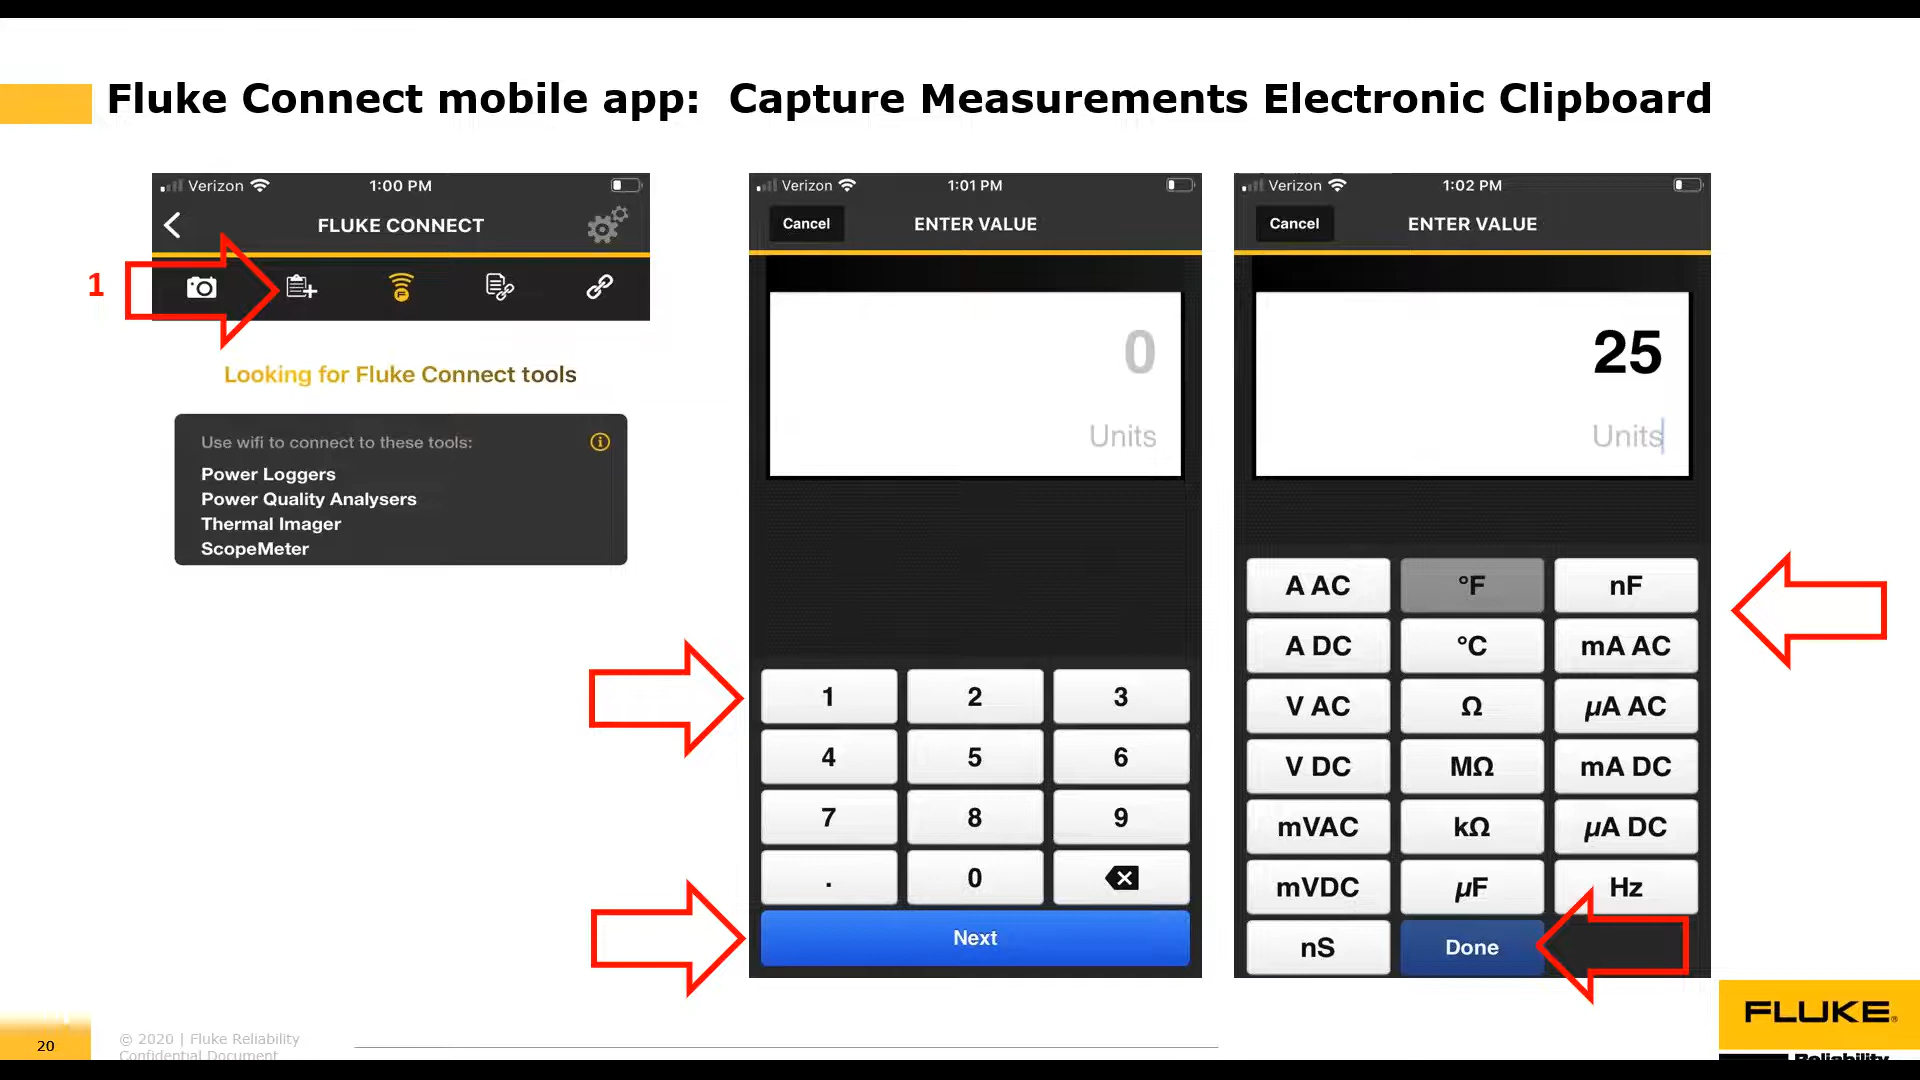 Fluke Connect mobile app:  Capture Measurements Electronic Clipboard
Verizon 1:00 PM
FLUKE CONNECT
1
Looking for Fluke Connect tools
Use wifi to connect to these tools:
Power Loggers
Power Quality Analysers
Thermal Imager
ScopeMeter
Verizon 1:01 PM
Cancel ENTER VALUE
0
Units
1 2 3
4 5 6
7 8 9
. 0
Next
Verizon 1:02 PM
Cancel ENTER VALUE
25
Units
A AC °F nF
A DC °C mA AC
V AC Ω µA AC
V DC MΩ mA DC
mVAC kΩ µA DC
mVDC µF Hz
nS Done
20
© 2020 | Fluke Reliability
Confidential Document
FLUKE®
Reliability